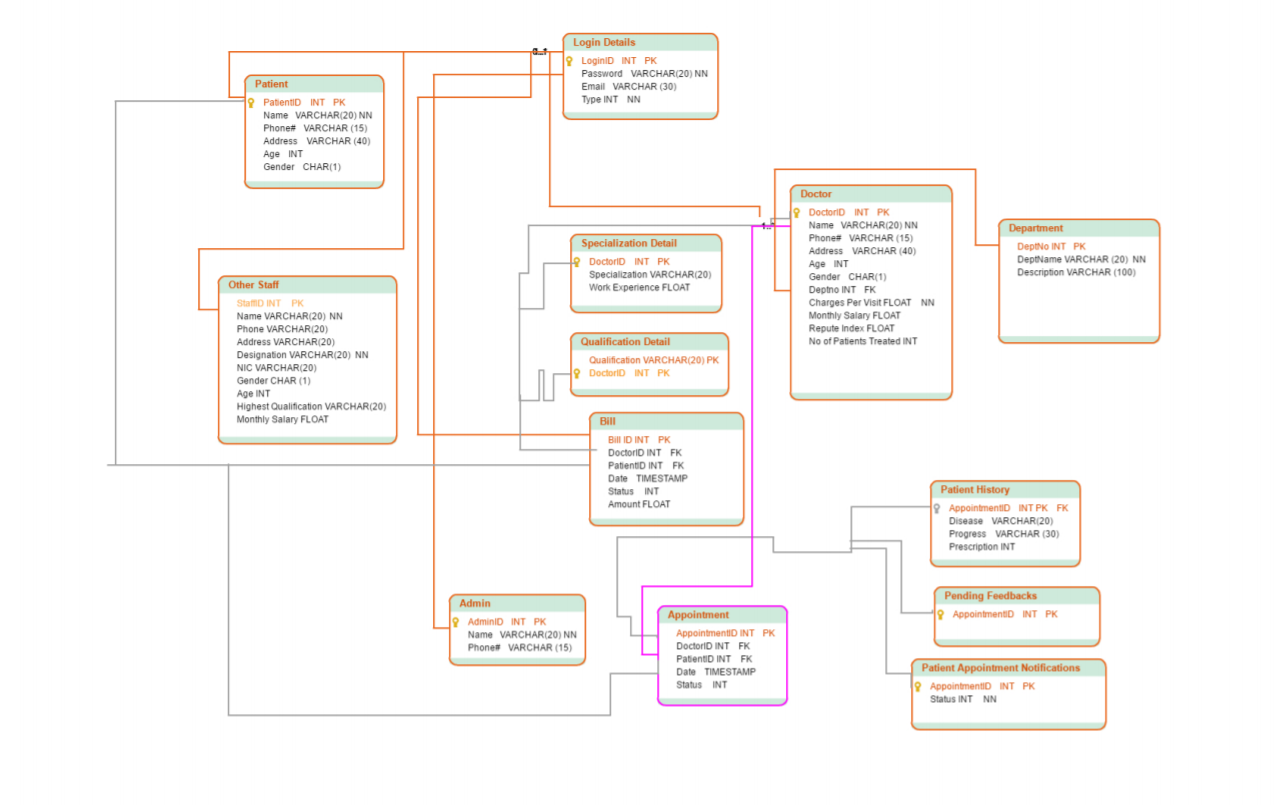 Login Details
LoginID INT PK
Password VARCHAR(20) NN
Email VARCHAR (30)
Type INT NN
Patient
PatientID INT PK
Name VARCHAR(20) NN
Phone# VARCHAR (15)
Address VARCHAR (40)
Age INT
Gender CHAR(1)
Doctor
DoctorID INT PK
Name VARCHAR(20) NN
Phone# VARCHAR (15)
Address VARCHAR (40)
Age INT
Gender CHAR(1)
Deptno INT FK
Charges Per Visit FLOAT NN
Monthly Salary FLOAT
Repute Index FLOAT
No of Patients Treated INT
Department
DeptNo INT PK
DeptName VARCHAR (20) NN
Description VARCHAR (100)
Specialization Detail
DoctorID INT PK
Specialization VARCHAR(20)
Work Experience FLOAT
Other Staff
StaffID INT PK
Name VARCHAR(20) NN
Phone VARCHAR(20)
Address VARCHAR(20)
Designation VARCHAR(20) NN
NIC VARCHAR(20)
Gender CHAR (1)
Age INT
Highest Qualification VARCHAR(20)
Monthly Salary FLOAT
Qualification Detail
Qualification VARCHAR(20) PK
DoctorID INT PK
Bill
Bill ID INT PK
DoctorID INT FK
PatientID INT FK
Date TIMESTAMP
Status INT
Amount FLOAT
Patient History
AppointmentID INT PK FK
Disease VARCHAR(20)
Progress VARCHAR (30)
Prescription INT
Pending Feedbacks
AppointmentID INT PK
Admin
AdminID INT PK
Name VARCHAR(20) NN
Phone# VARCHAR (15)
Appointment
AppointmentID INT PK
DoctorID INT FK
PatientID INT FK
Date TIMESTAMP
Status INT
Patient Appointment Notifications
AppointmentID INT PK
Status INT NN